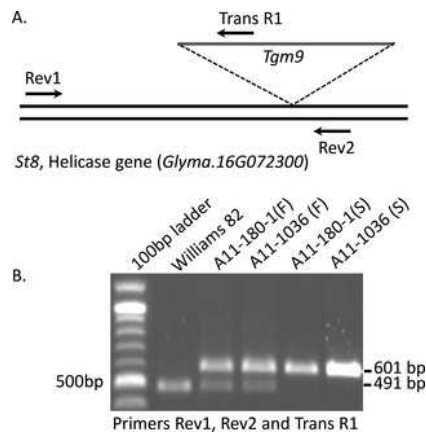 A.
Trans R1
Tgm9
Rev1
Rev2
St8, Helicase gene (Glyma.16G072300)
B.
100bp ladder
Williams 82
A11-180-1(F)
A11-1036 (F)
A11-180-1(S)
A11-1036 (S)
500bp
601 bp
491 bp
Primers Rev1, Rev2 and Trans R1